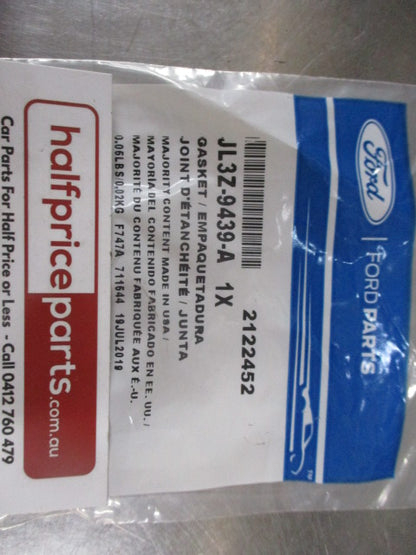 Ford
FORD PARTS
2122452
JL3Z-9439-A 1X
GASKET / EMPAQUETADURA
JOINT D'ÉTANCHÉITÉ / JUNTA
MAJORITY CONTENT MADE IN USA /
MAYORIA DEL CONTENIDO FABRICADO EN EE. UU. /
MAJORITÉ DU CONTENU FABRIQUÉE AUX É.-U.
0.05LBS/0.02KG F747A 711644 19JUL2019
halfpriceparts.com.au
Car Parts For Half Price or Less - Call 0412 760 479